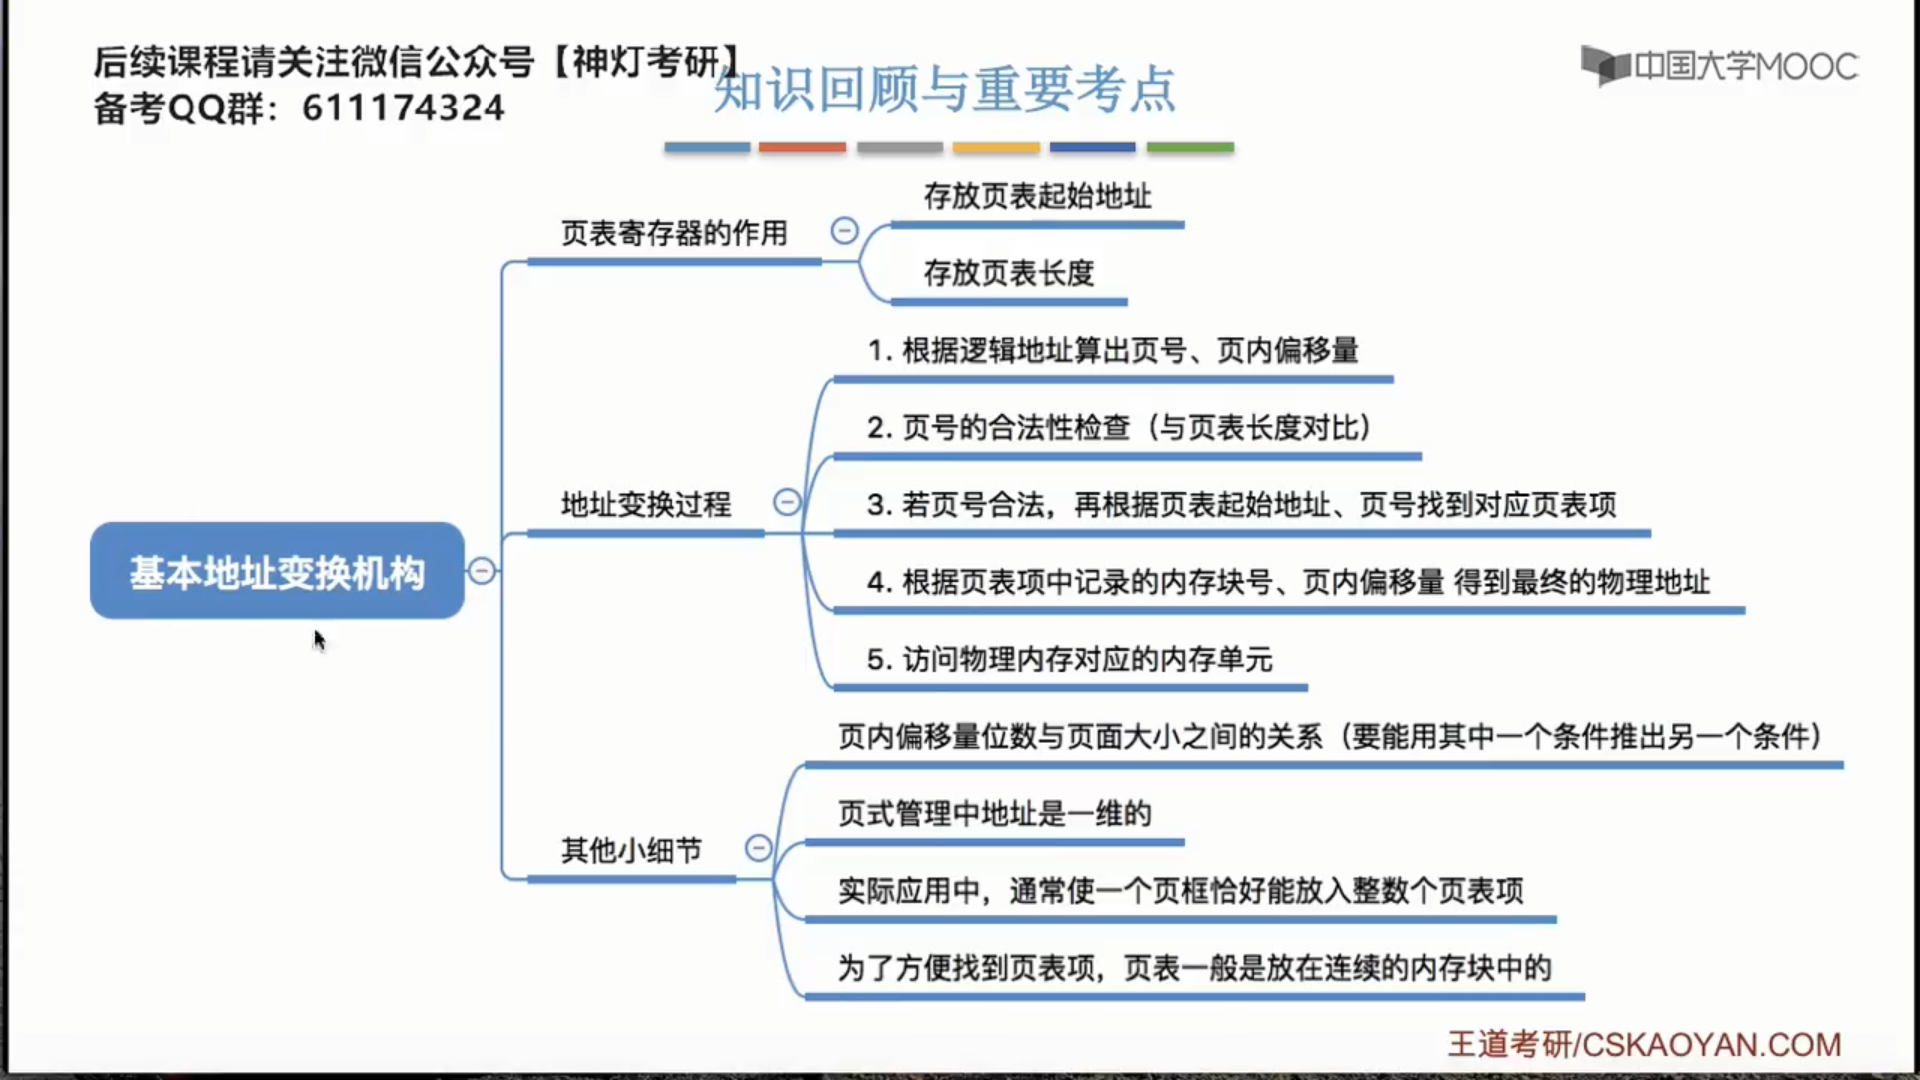 后续课程请关注微信公众号【神灯考研】
备考QQ群：611174324
知识回顾与重要考点
中国大学MOOC
基本地址变换机构
页表寄存器的作用
存放页表起始地址
存放页表长度
地址变换过程
1. 根据逻辑地址算出页号、页内偏移量
2. 页号的合法性检查（与页表长度对比）
3. 若页号合法，再根据页表起始地址、页号找到对应页表项
4. 根据页表项中记录的内存块号、页内偏移量 得到最终的物理地址
5. 访问物理内存对应的内存单元
其他小细节
页内偏移量位数与页面大小之间的关系（要能用其中一个条件推出另一个条件）
页式管理中地址是一维的
实际应用中，通常使一个页框恰好能放入整数个页表项
为了方便找到页表项，页表一般是放在连续的内存块中的
王道考研/CSKAOYAN.COM